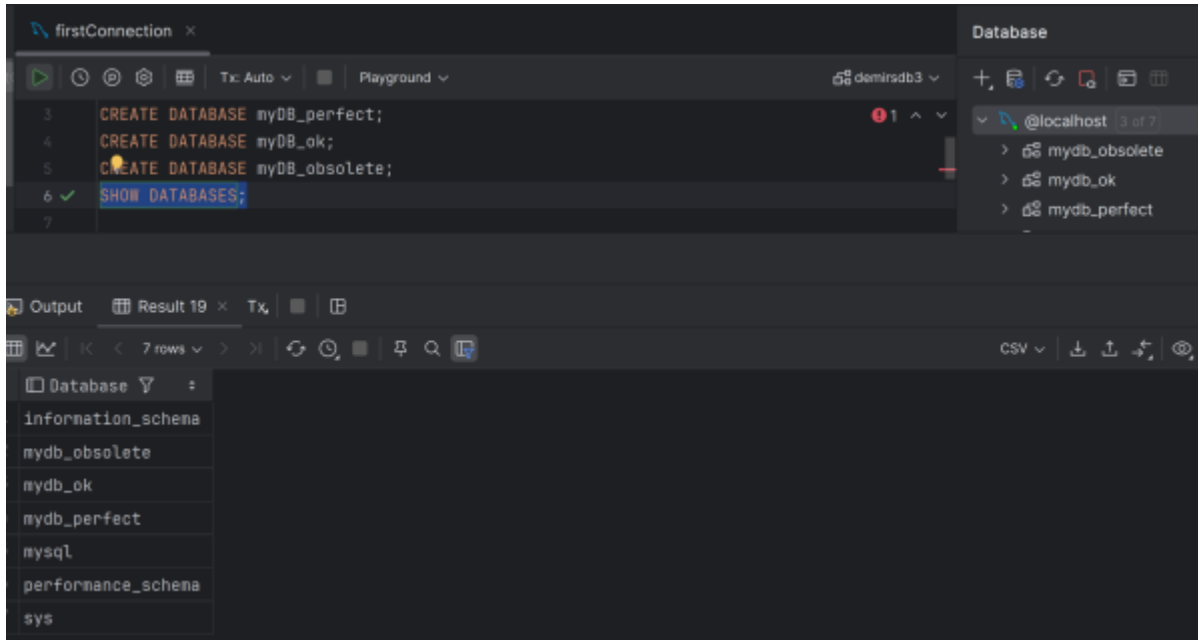 firstConnection
Database
Tx: Auto
Playground
demirsdb3
3 CREATE DATABASE myDB_perfect;
1
4 CREATE DATABASE myDB_ok;
5 CREATE DATABASE myDB_obsolete;
6 SHOW DATABASES;
7
@localhost 3 of 7
mydb_obsolete
mydb_ok
mydb_perfect
Output
Result 19
Tx
7 rows
CSV
Database
information_schema
mydb_obsolete
mydb_ok
mydb_perfect
mysql
performance_schema
sys